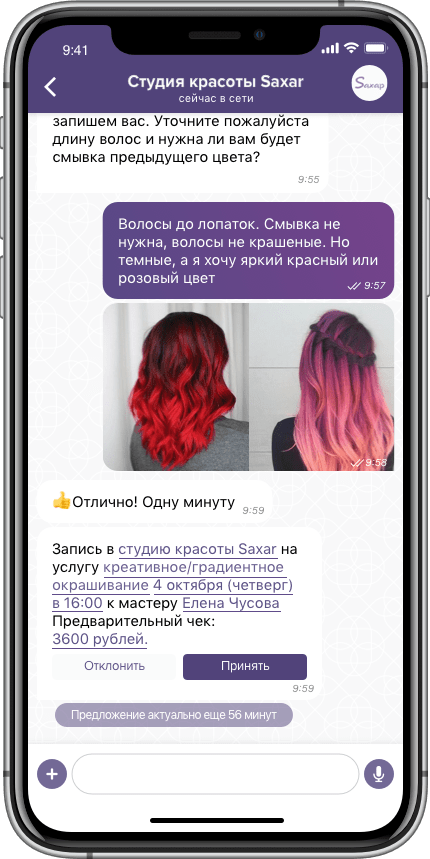 9:41
Студия красоты Saxar
сейчас в сети
Saxap
запишем вас. Уточните пожалуйста
длину волос и нужна ли вам будет
смывка предыдущего цвета?
9:55
Волосы до лопаток. Смывка не
нужна, волосы не крашеные. Но
темные, а я хочу яркий красный или
розовый цвет
9:57
9:58
👍Отлично! Одну минуту
9:59
Запись в студию красоты Saxar на
услугу креативное/градиентное
окрашивание 4 октября (четверг)
в 16:00 к мастеру Елена Чусова
Предварительный чек:
3600 рублей.
Отклонить
Принять
9:59
Предложение актуально еще 56 минут